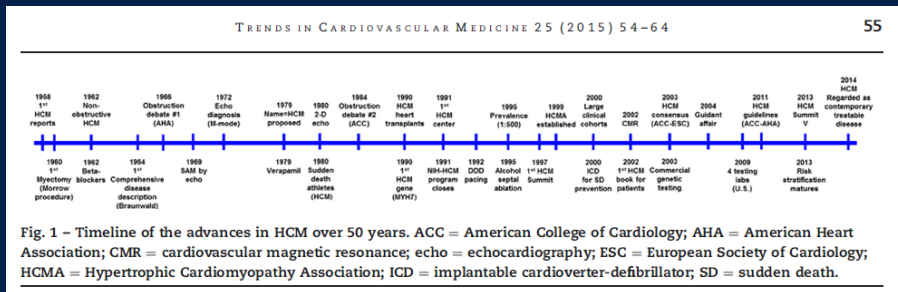 TRENDS IN CARDIOVASCULAR MEDICINE 25 (2015) 54–64
55
1958
1st
HCM
reports
1962
Non-
obstructive
HCM
1966
Obstruction
debate #1
(AHA)
1972
Echo
diagnosis
(M-mode)
1979
Name=HCM
proposed
1980
2-D
echo
1984
Obstruction
debate #2
(ACC)
1990
HCM
heart
transplants
1991
1st
HCM
center
1995
Prevalence
(1:500)
1999
HCMA
established
2000
Large
clinical
cohorts
2002
CMR
2003
HCM
consensus
(ACC-ESC)
2004
Guidant
affair
2011
HCM
guidelines
(ACC-AHA)
2013
HCM
Summit
V
2014
HCM
Regarded as
contemporary
treatable
disease
1960
1st
Myectomy
(Morrow
procedure)
1962
Beta-
blockers
1964
1st
Comprehensive
disease
description
(Braunwald)
1969
SAM by
echo
1979
Verapamil
1980
Sudden
death
athletes
(HCM)
1990
1st
HCM
gene
(MYH7)
1991
NIH-HCM
program
closes
1992
DDD
pacing
1995
Alcohol
septal
ablation
1997
1st HCM
Summit
2000
ICD
for SD
prevention
2002
1st HCM
book for
patients
2003
Commercial
genetic
testing
2009
4 testing
labs
(U.S.)
2013
Risk
stratification
matures
Fig. 1 – Timeline of the advances in HCM over 50 years. ACC = American College of Cardiology; AHA = American Heart
Association; CMR = cardiovascular magnetic resonance; echo = echocardiography; ESC = European Society of Cardiology;
HCMA = Hypertrophic Cardiomyopathy Association; ICD = implantable cardioverter-defibrillator; SD = sudden death.